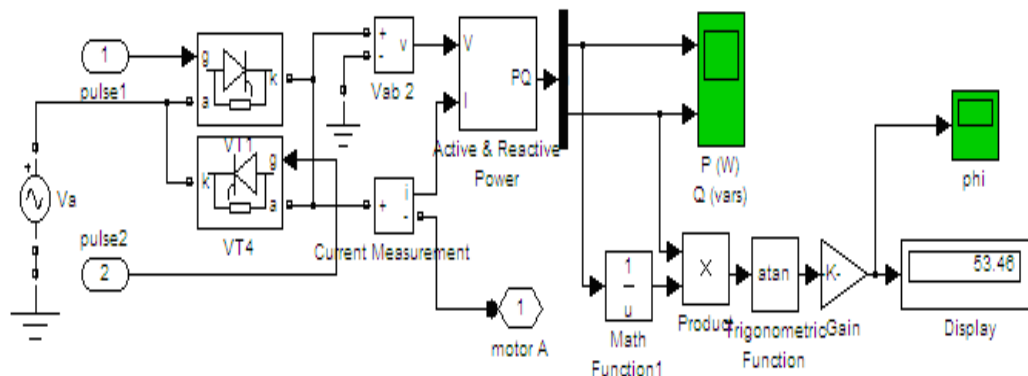 1
pulse1
g
k
a
VT1
k
g
a
VT4
+
Va
pulse2
2
+
-
v
Vab 2
V
I
PQ
Active & Reactive
Power
+
i
-
Current Measurement
1
motor A
P (W)
Q (vars)
phi
1
u
Math
Function1
X
Product
atan
Trigonometric
Function
-K-
Gain
53.46
Display